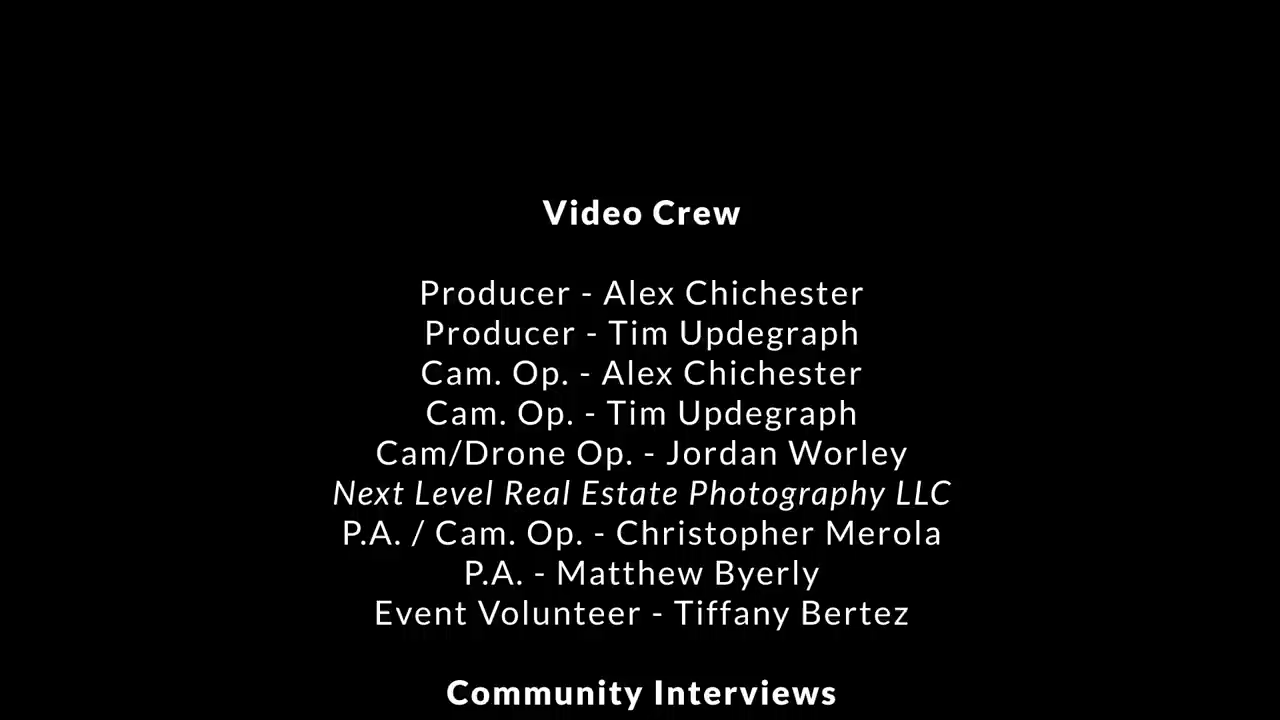 Video Crew
Producer - Alex Chichester
Producer - Tim Updegraph
Cam. Op. - Alex Chichester
Cam. Op. - Tim Updegraph
Cam/Drone Op. - Jordan Worley
Next Level Real Estate Photography LLC
P.A. / Cam. Op. - Christopher Merola
P.A. - Matthew Byerly
Event Volunteer - Tiffany Bertez
Community Interviews